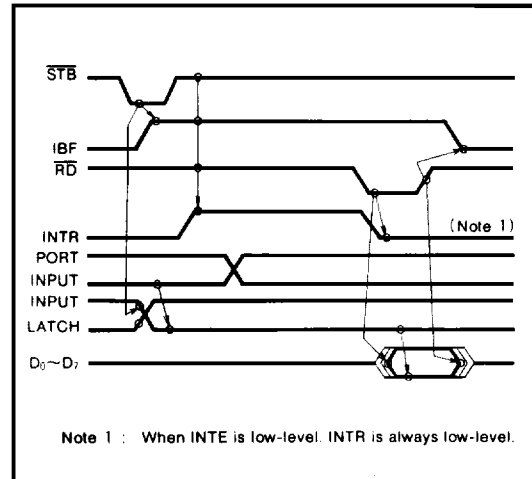 STB
IBF
RD
INTR
(Note 1)
PORT
INPUT
INPUT
LATCH
D₀~D₇
Note 1 : When INTE is low-level. INTR is always low-level.